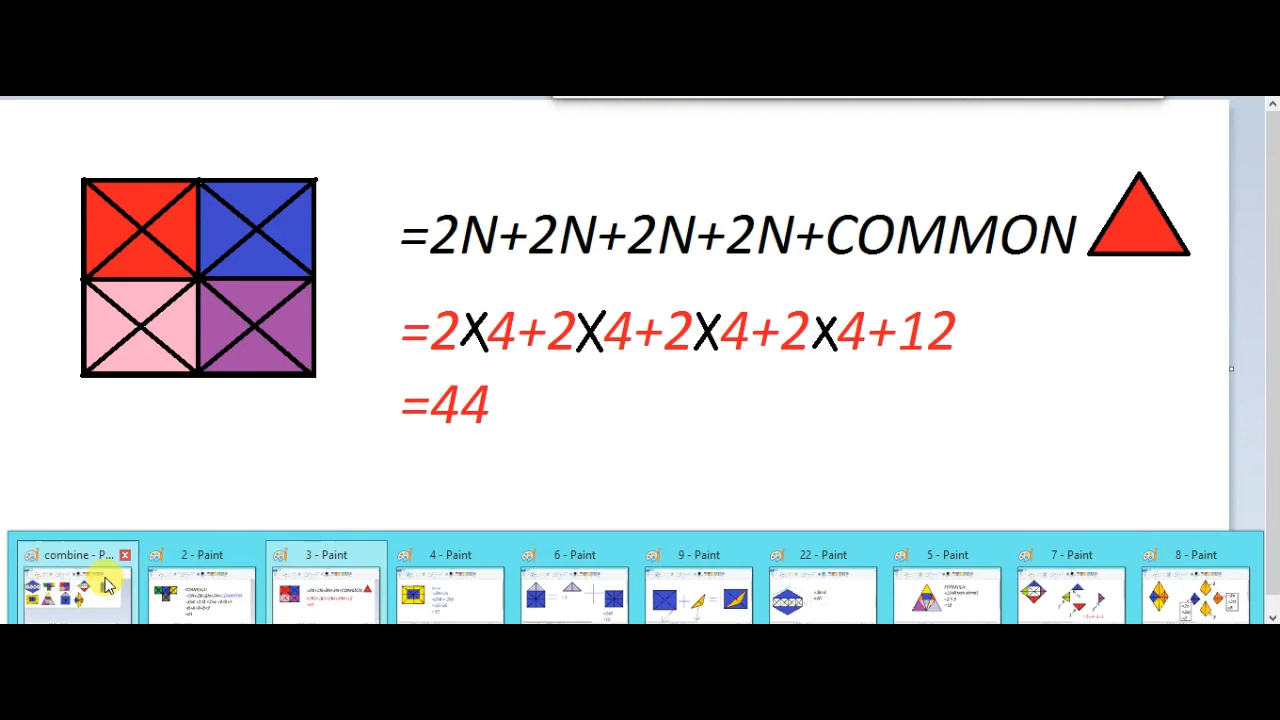 =2N+2N+2N+2N+COMMON
=2X4+2X4+2X4+2x4+12
=44
combine - P... 2 - Paint 3 - Paint 4 - Paint 6 - Paint 9 - Paint 22 - Paint 5 - Paint 7 - Paint 8 - Paint